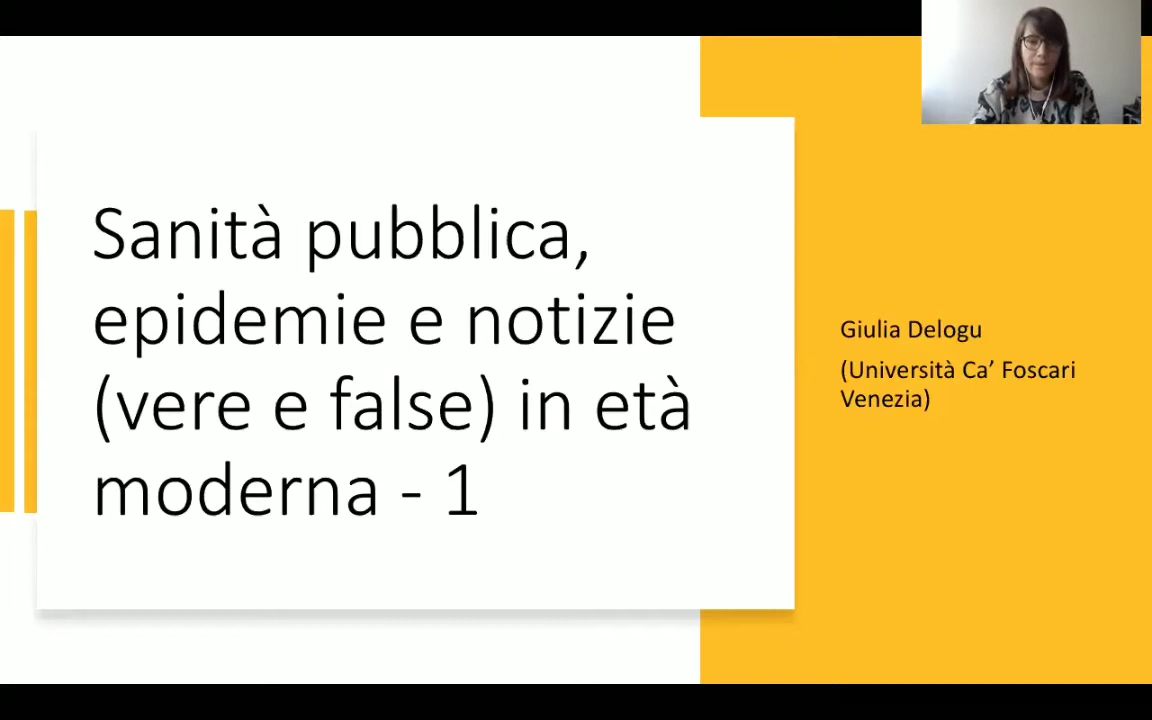 Sanità pubblica,
epidemie e notizie
(vere e false) in età
moderna - 1
Giulia Delogu
(Università Ca’ Foscari
Venezia)